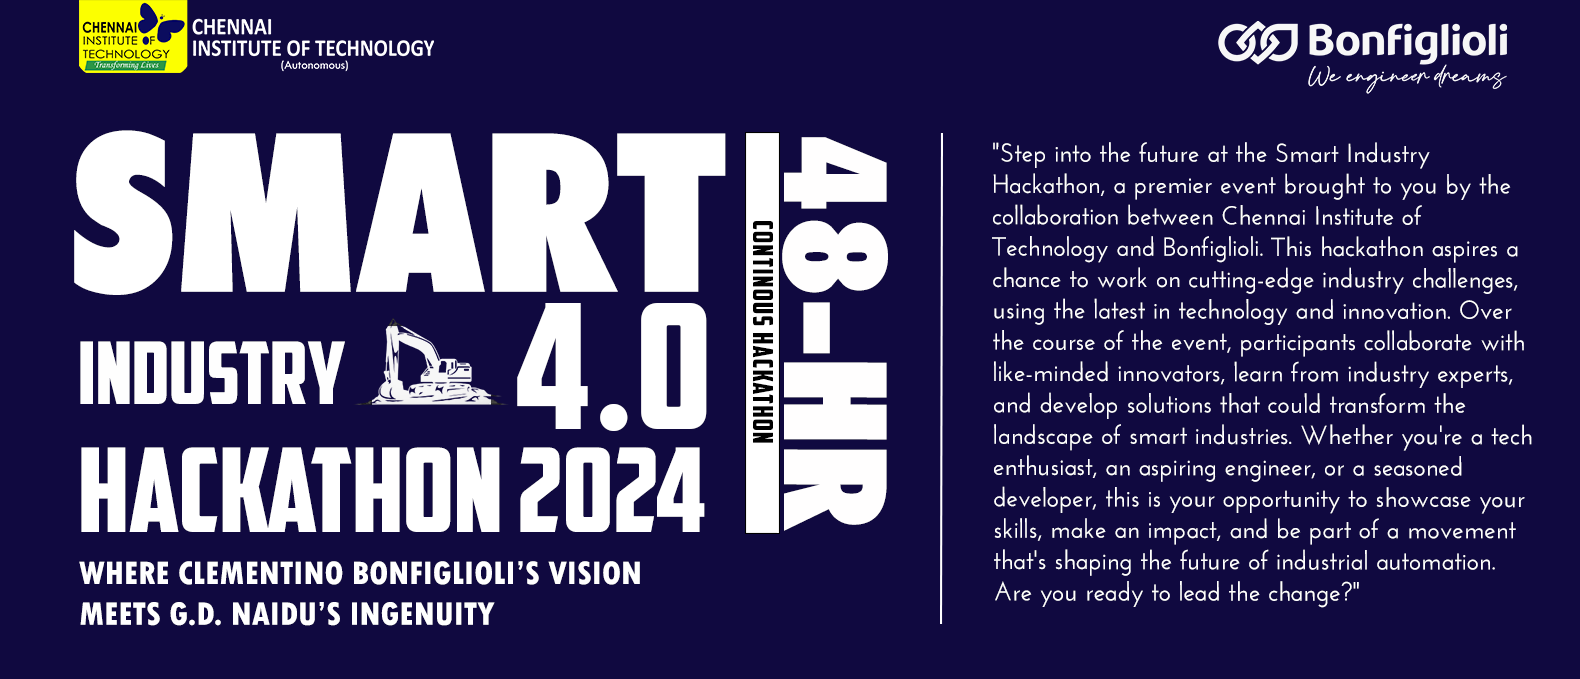 CHENNAI
INSTITUTE OF
TECHNOLOGY
Transforming Lives
CHENNAI
INSTITUTE OF TECHNOLOGY
(Autonomous)
Bonfiglioli
We engineer dreams
SMART
INDUSTRY 4.0
HACKATHON 2024
CONTINOUS HACKATHON
48-HR
WHERE CLEMENTINO BONFIGLIOLI'S VISION
MEETS G.D. NAIDU'S INGENUITY
"Step into the future at the Smart Industry
Hackathon, a premier event brought to you by the
collaboration between Chennai Institute of
Technology and Bonfiglioli. This hackathon aspires a
chance to work on cutting-edge industry challenges,
using the latest in technology and innovation. Over
the course of the event, participants collaborate with
like-minded innovators, learn from industry experts,
and develop solutions that could transform the
landscape of smart industries. Whether you're a tech
enthusiast, an aspiring engineer, or a seasoned
developer, this is your opportunity to showcase your
skills, make an impact, and be part of a movement
that's shaping the future of industrial automation.
Are you ready to lead the change?"